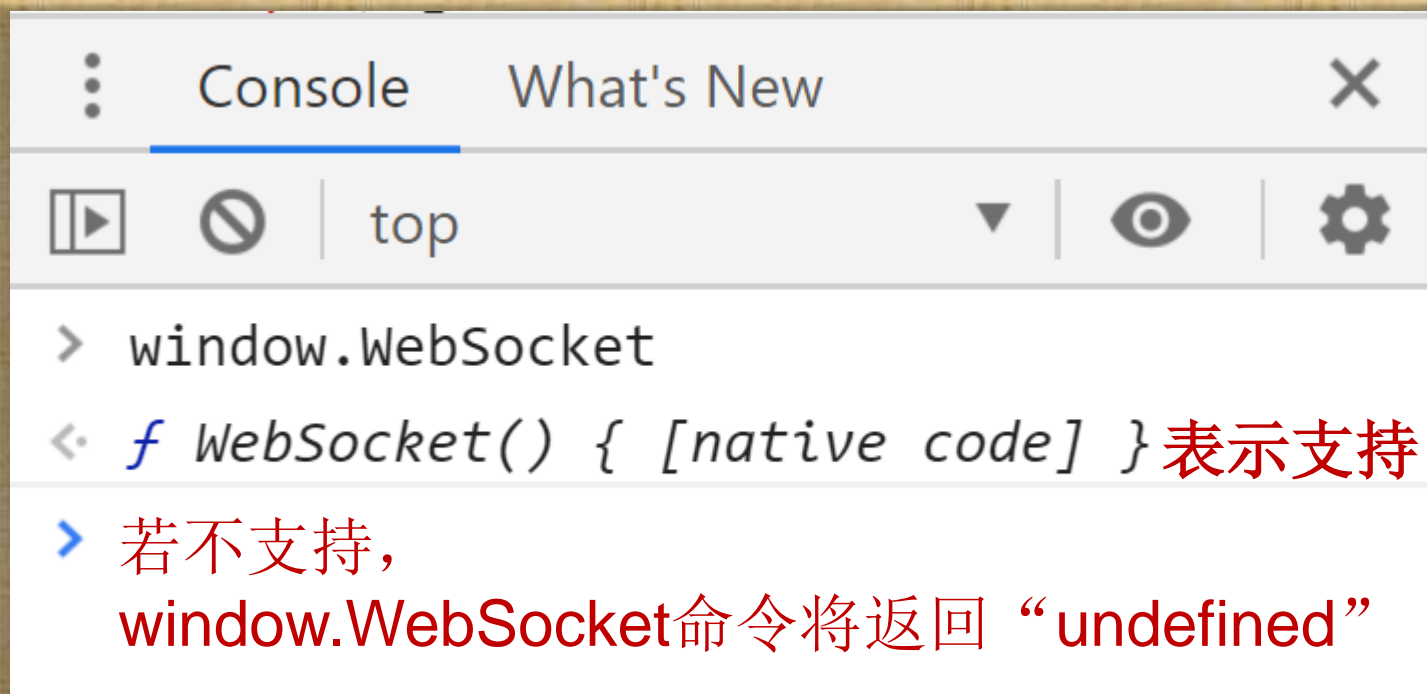 Console What's New
top
> window.WebSocket
ƒ WebSocket() { [native code] } 表示支持
> 若不支持，
window.WebSocket命令将返回“undefined”